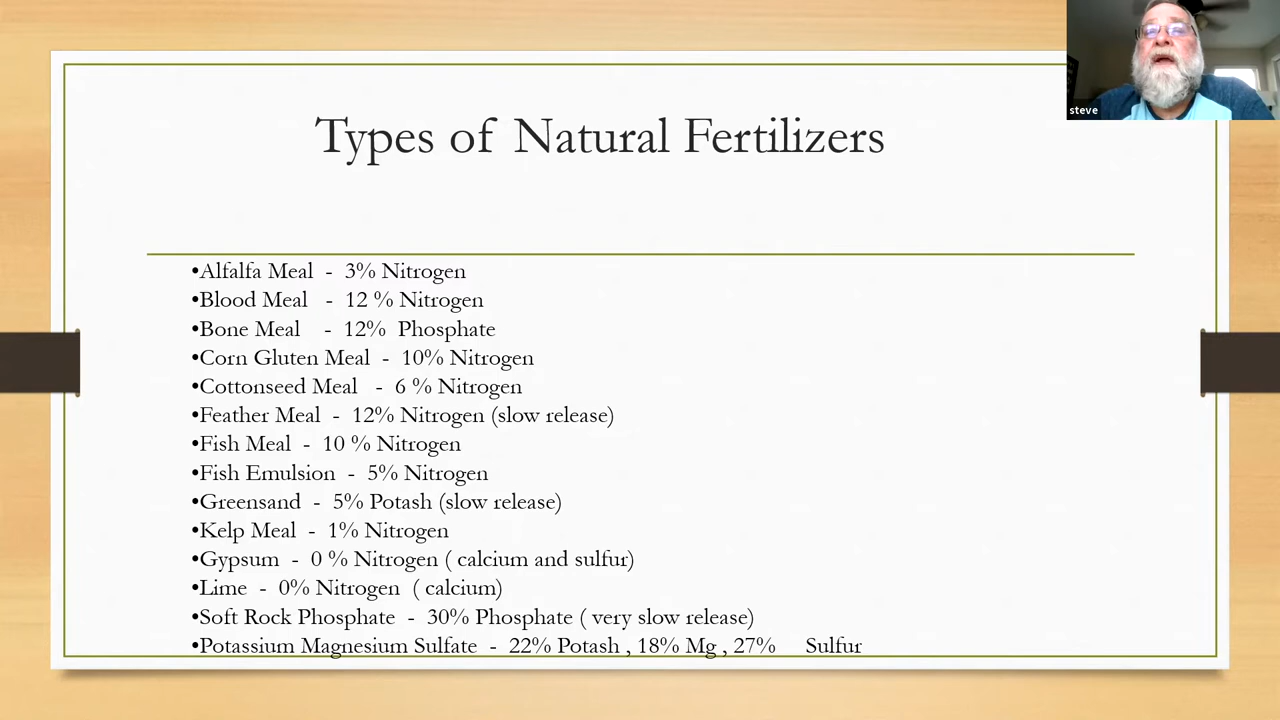 steve
Types of Natural Fertilizers
•Alfalfa Meal - 3% Nitrogen
•Blood Meal - 12 % Nitrogen
•Bone Meal - 12% Phosphate
•Corn Gluten Meal - 10% Nitrogen
•Cottonseed Meal - 6 % Nitrogen
•Feather Meal - 12% Nitrogen (slow release)
•Fish Meal - 10 % Nitrogen
•Fish Emulsion - 5% Nitrogen
•Greensand - 5% Potash (slow release)
•Kelp Meal - 1% Nitrogen
•Gypsum - 0 % Nitrogen ( calcium and sulfur)
•Lime - 0% Nitrogen ( calcium)
•Soft Rock Phosphate - 30% Phosphate ( very slow release)
•Potassium Magnesium Sulfate - 22% Potash , 18% Mg , 27% Sulfur